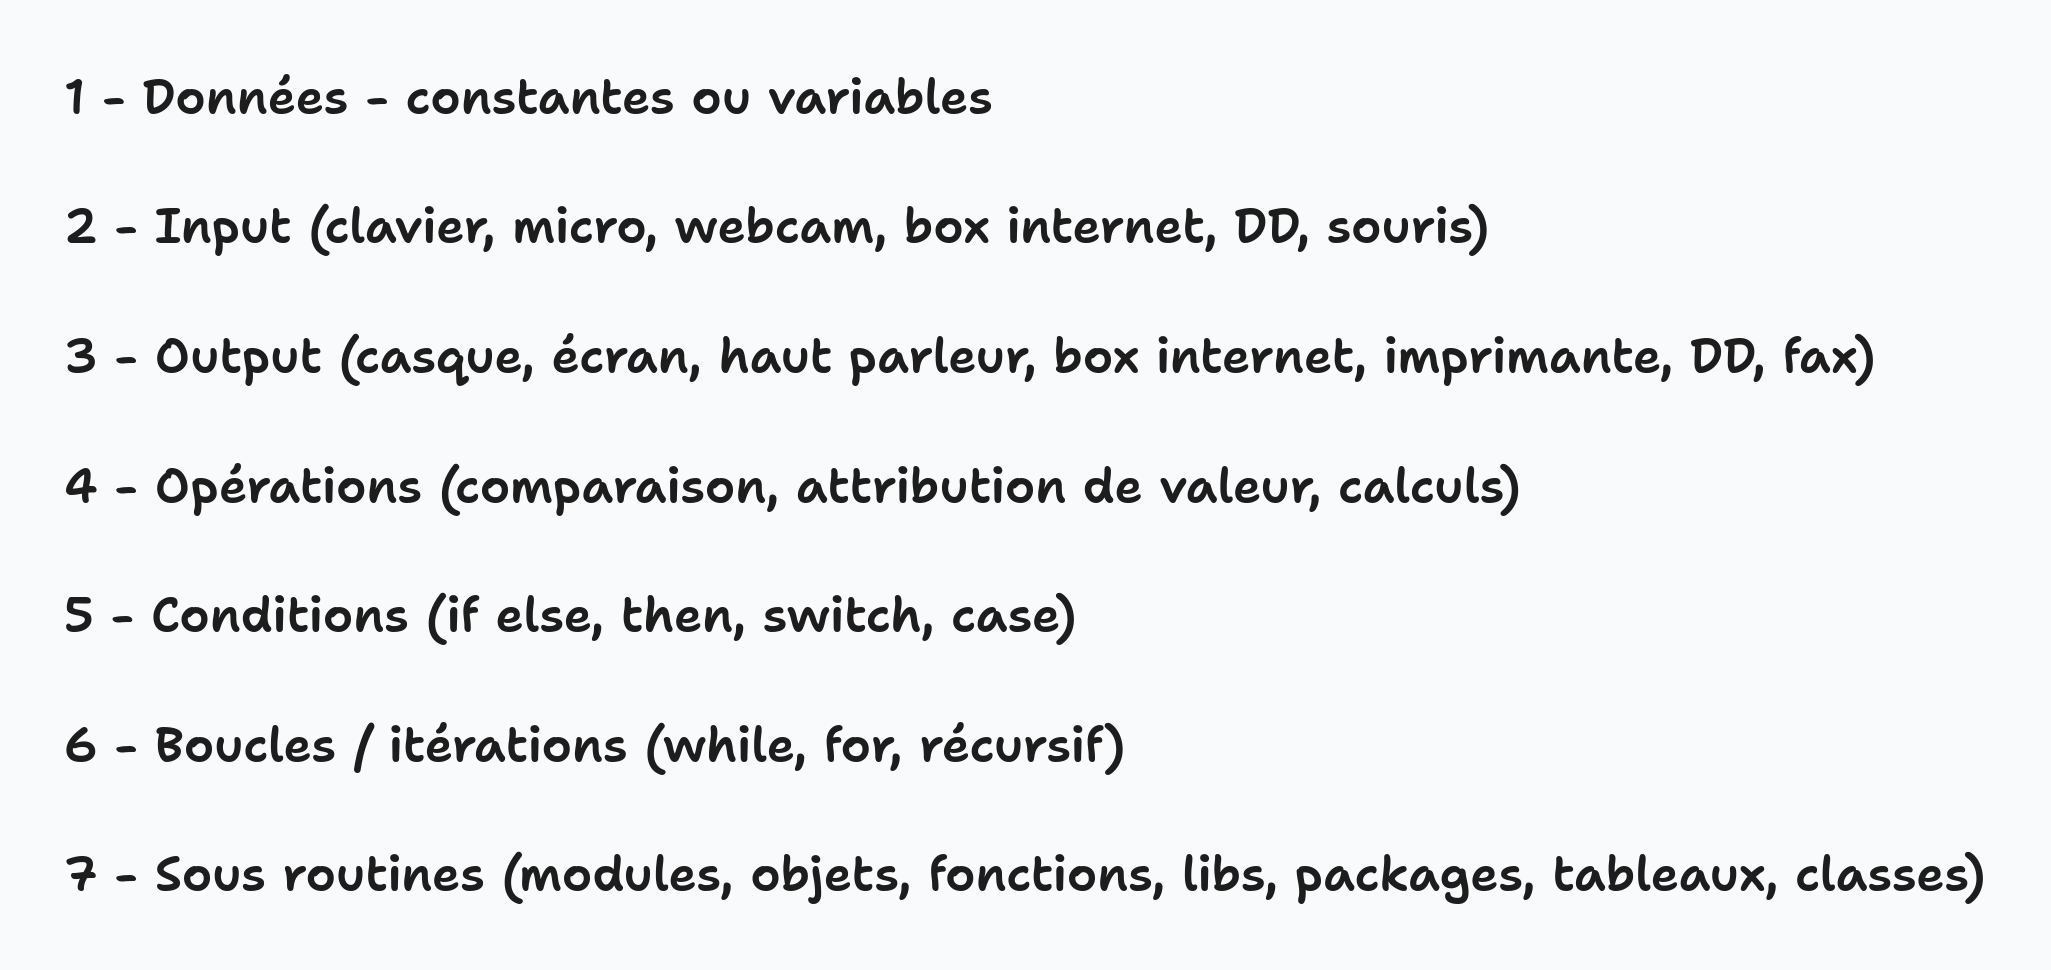 1 - Données - constantes ou variables
2 - Input (clavier, micro, webcam, box internet, DD, souris)
3 - Output (casque, écran, haut parleur, box internet, imprimante, DD, fax)
4 - Opérations (comparaison, attribution de valeur, calculs)
5 - Conditions (if else, then, switch, case)
6 - Boucles / itérations (while, for, récursif)
7 - Sous routines (modules, objets, fonctions, libs, packages, tableaux, classes)